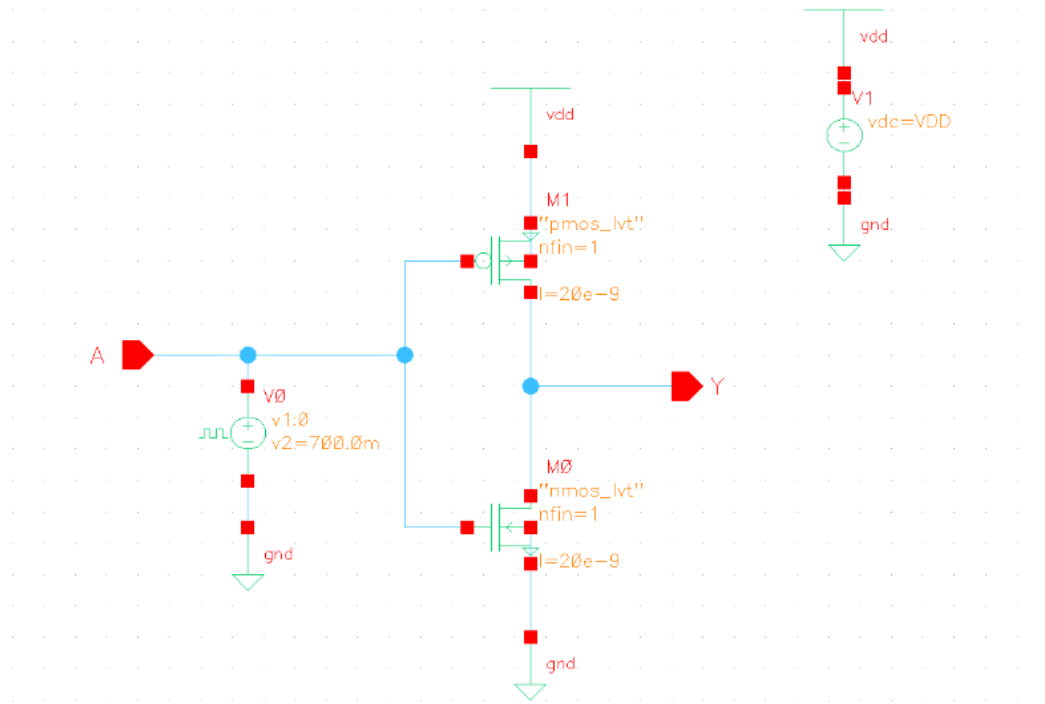 vdd.
V1
vdc=VDD
gnd.
vdd
M1
"pmos_lvt"
nfin=1
l=20e-9
A
V0
v1:0
v2=700.0m
gnd
Y
M0
"nmos_lvt"
nfin=1
l=20e-9
gnd.